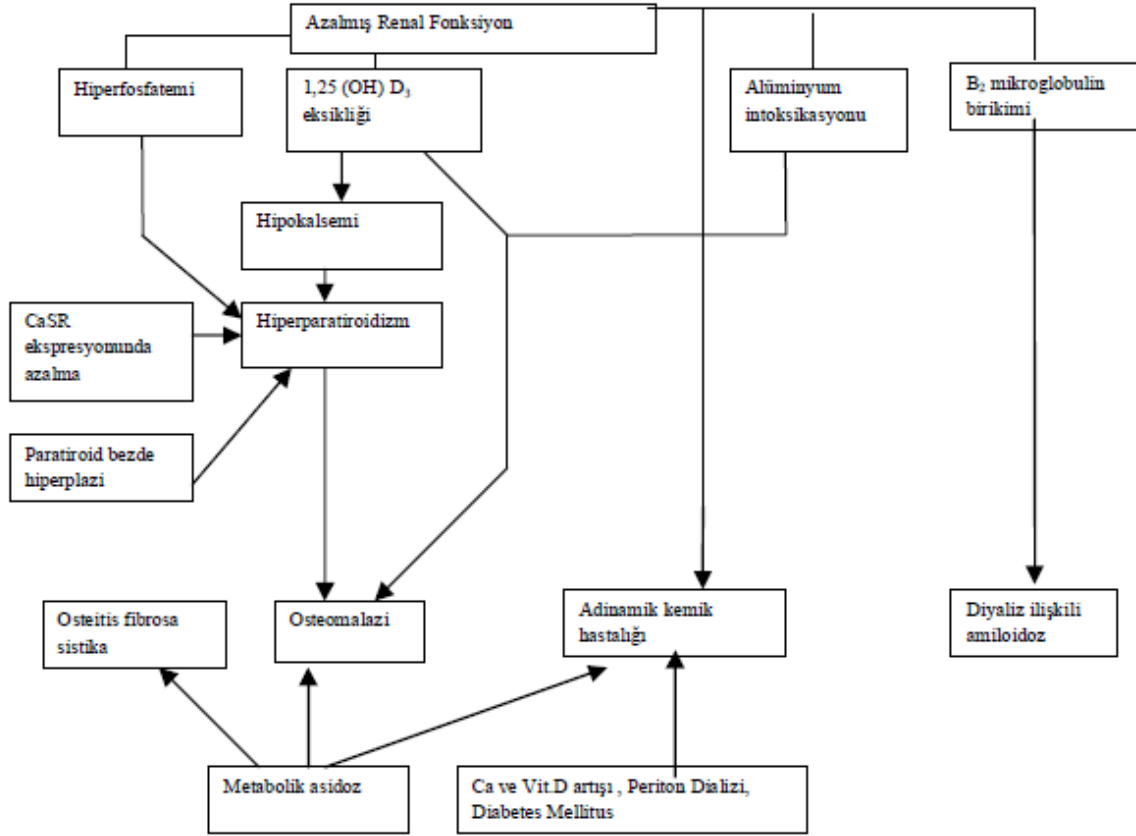 Azalmış Renal Fonksiyon
Hiperfosfatemi
1,25 (OH) D₃
eksikliği
Alüminyum
intoksikasyonu
B₂ mikroglobulin
birikimi
Hipokalsemi
CaSR
ekspresyonunda
azalma
Hiperparatiroidizm
Paratiroid bezde
hiperplazi
Osteitis fibrosa
sistika
Osteomalazi
Adinamik kemik
hastalığı
Diyaliz ilişkili
amiloidoz
Metabolik asidoz
Ca ve Vit.D artışı , Periton Dializi,
Diabetes Mellitus